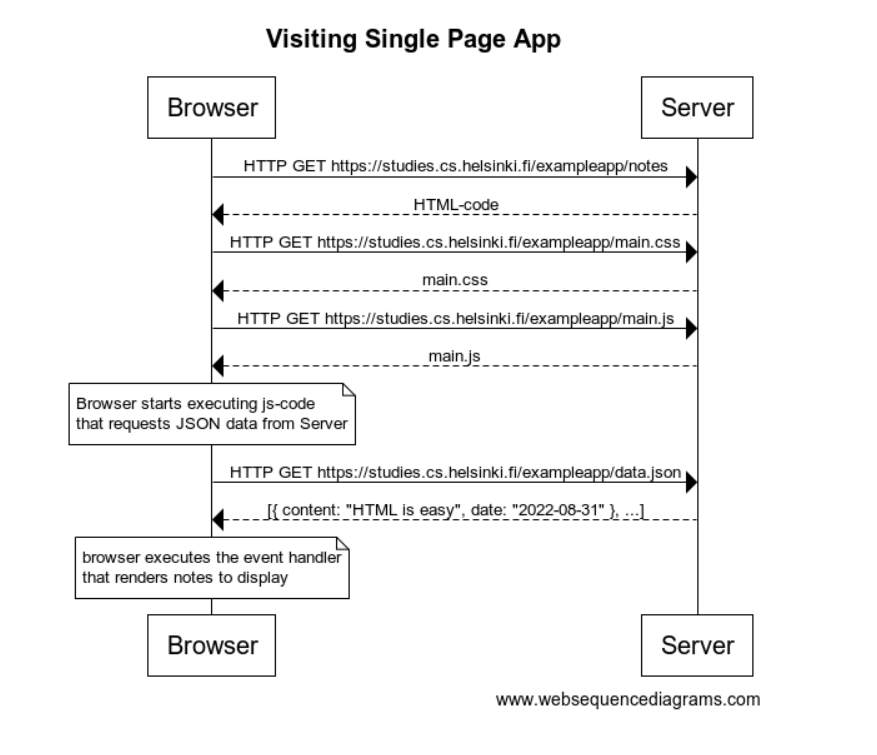 Visiting Single Page App
Browser
Server
HTTP GET https://studies.cs.helsinki.fi/exampleapp/notes
HTML-code
HTTP GET https://studies.cs.helsinki.fi/exampleapp/main.css
main.css
HTTP GET https://studies.cs.helsinki.fi/exampleapp/main.js
main.js
Browser starts executing js-code
that requests JSON data from Server
HTTP GET https://studies.cs.helsinki.fi/exampleapp/data.json
[{ content: "HTML is easy", date: "2022-08-31" }, ...]
browser executes the event handler
that renders notes to display
Browser
Server
www.websequencediagrams.com